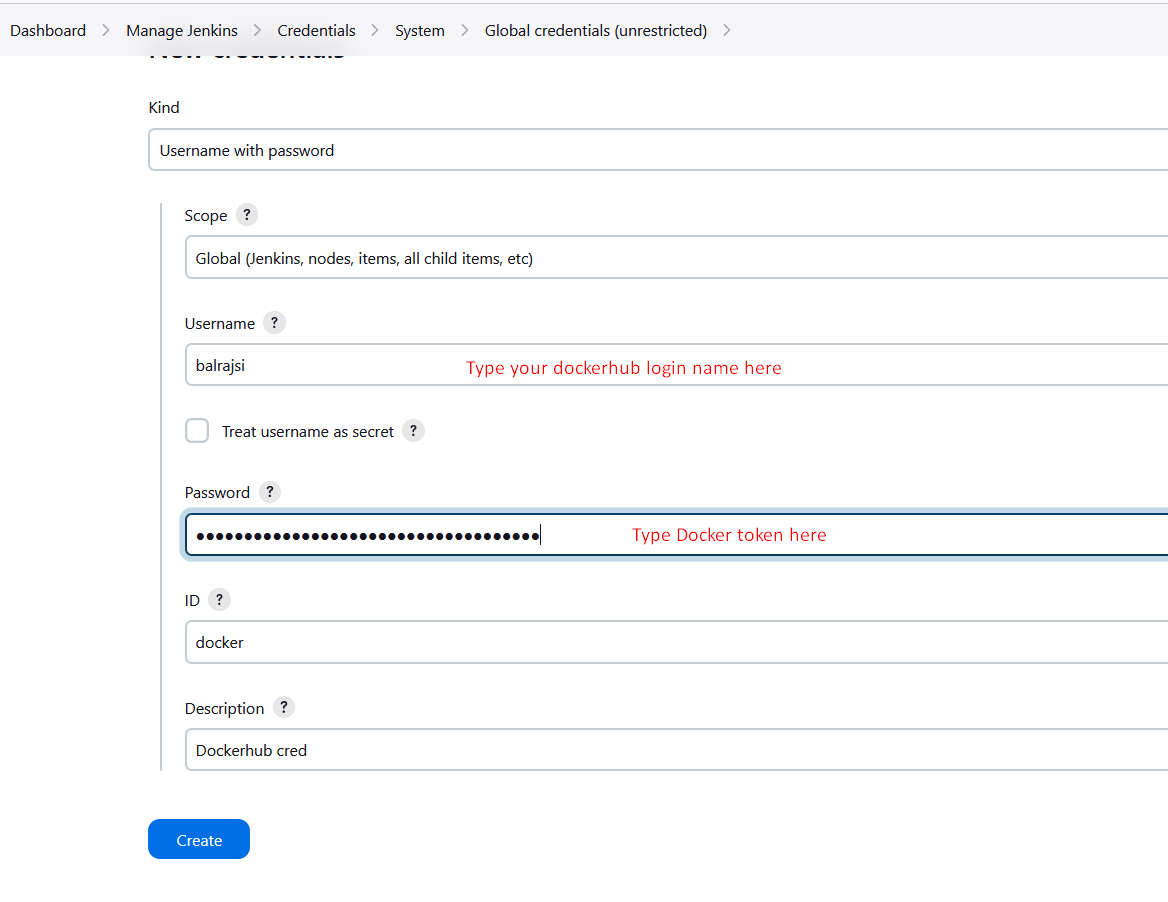 Dashboard > Manage Jenkins > Credentials > System > Global credentials (unrestricted) >
New credentials
Kind
Username with password
Scope ?
Global (Jenkins, nodes, items, all child items, etc)
Username ?
balrajsi Type your dockerhub login name here
Treat username as secret ?
Password ?
Type Docker token here
ID ?
docker
Description ?
Dockerhub cred
Create